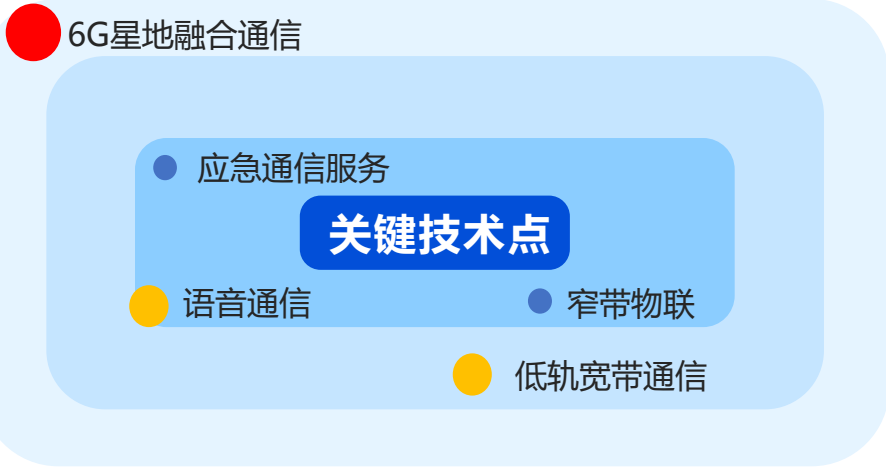 6G星地融合通信
应急通信服务
关键技术点
语音通信
窄带物联
低轨宽带通信